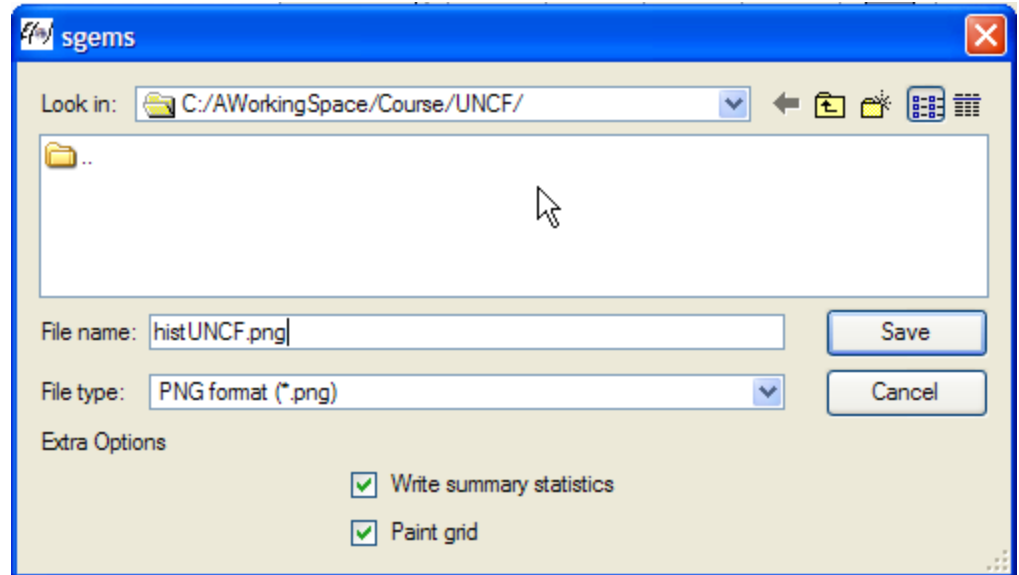 sgems
Look in: C:/AWorkingSpace/Course/UNCF/
..
File name: histUNCF.png Save
File type: PNG format (*.png) Cancel
Extra Options
Write summary statistics
Paint grid